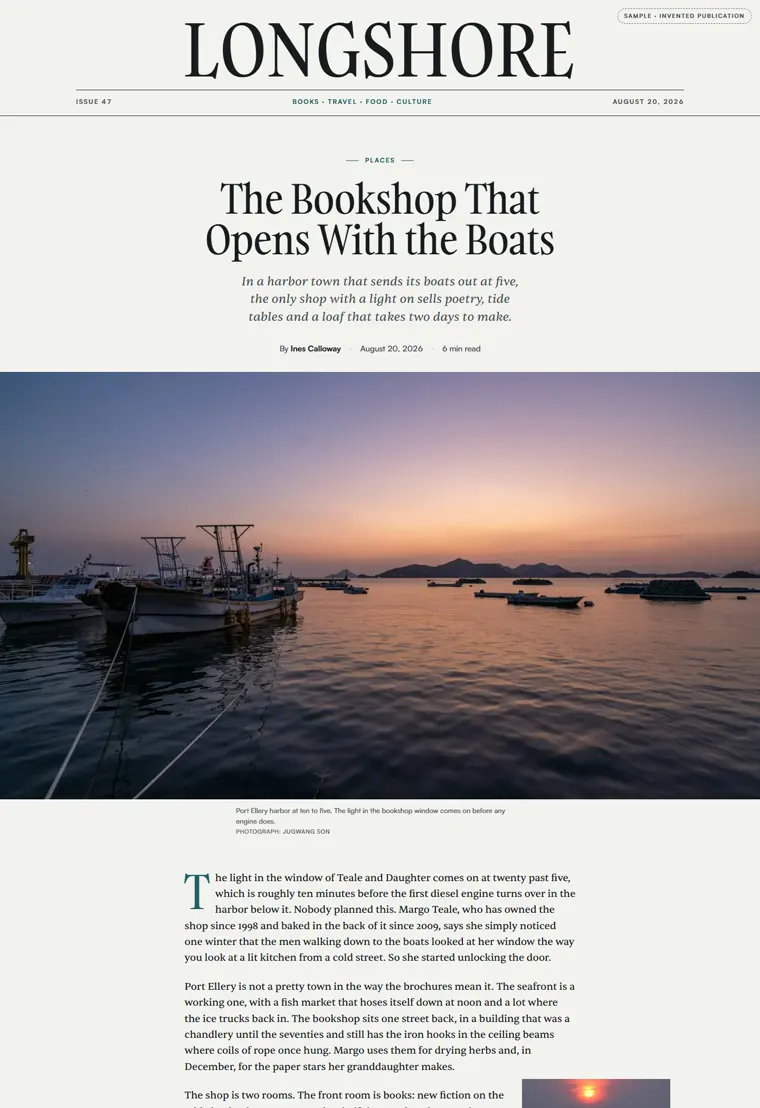 SAMPLE · INVENTED PUBLICATION
LONGSHORE
ISSUE 47
BOOKS · TRAVEL · FOOD · CULTURE
AUGUST 20, 2026
PLACES
The Bookshop That
Opens With the Boats
In a harbor town that sends its boats out at five,
the only shop with a light on sells poetry, tide
tables and a loaf that takes two days to make.
By Ines Calloway · August 20, 2026 · 6 min read
Port Ellery harbor at ten to five. The light in the bookshop window comes on before any
engine does.
PHOTOGRAPH: JUGWANG SON
The light in the window of Teale and Daughter comes on at twenty past five,
which is roughly ten minutes before the first diesel engine turns over in the
harbor below it. Nobody planned this. Margo Teale, who has owned the
shop since 1998 and baked in the back of it since 2009, says she simply noticed
one winter that the men walking down to the boats looked at her window the way
you look at a lit kitchen from a cold street. So she started unlocking the door.
Port Ellery is not a pretty town in the way the brochures mean it. The seafront is a
working one, with a fish market that hoses itself down at noon and a lot where
the ice trucks back in. The bookshop sits one street back, in a building that was a
chandlery until the seventies and still has the iron hooks in the ceiling beams
where coils of rope once hung. Margo uses them for drying herbs and, in
December, for the paper stars her granddaughter makes.
The shop is two rooms. The front room is books: new fiction on the